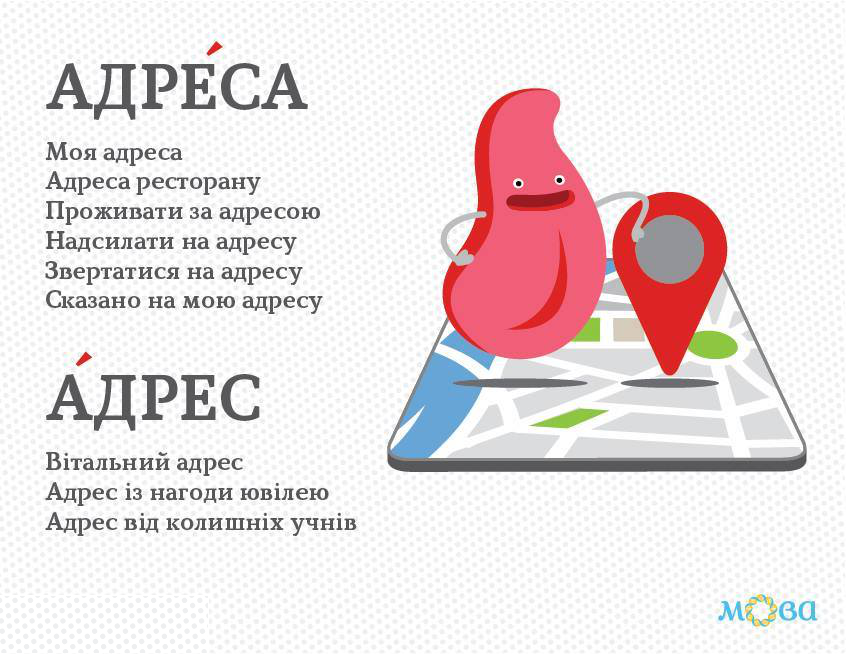 АДРЕ́СА
Моя адреса
Адреса ресторану
Проживати за адресою
Надсилати на адресу
Звертатися на адресу
Сказано на мою адресу
А́ДРЕС
Вітальний адрес
Адрес із нагоди ювілею
Адрес від колишніх учнів
мова